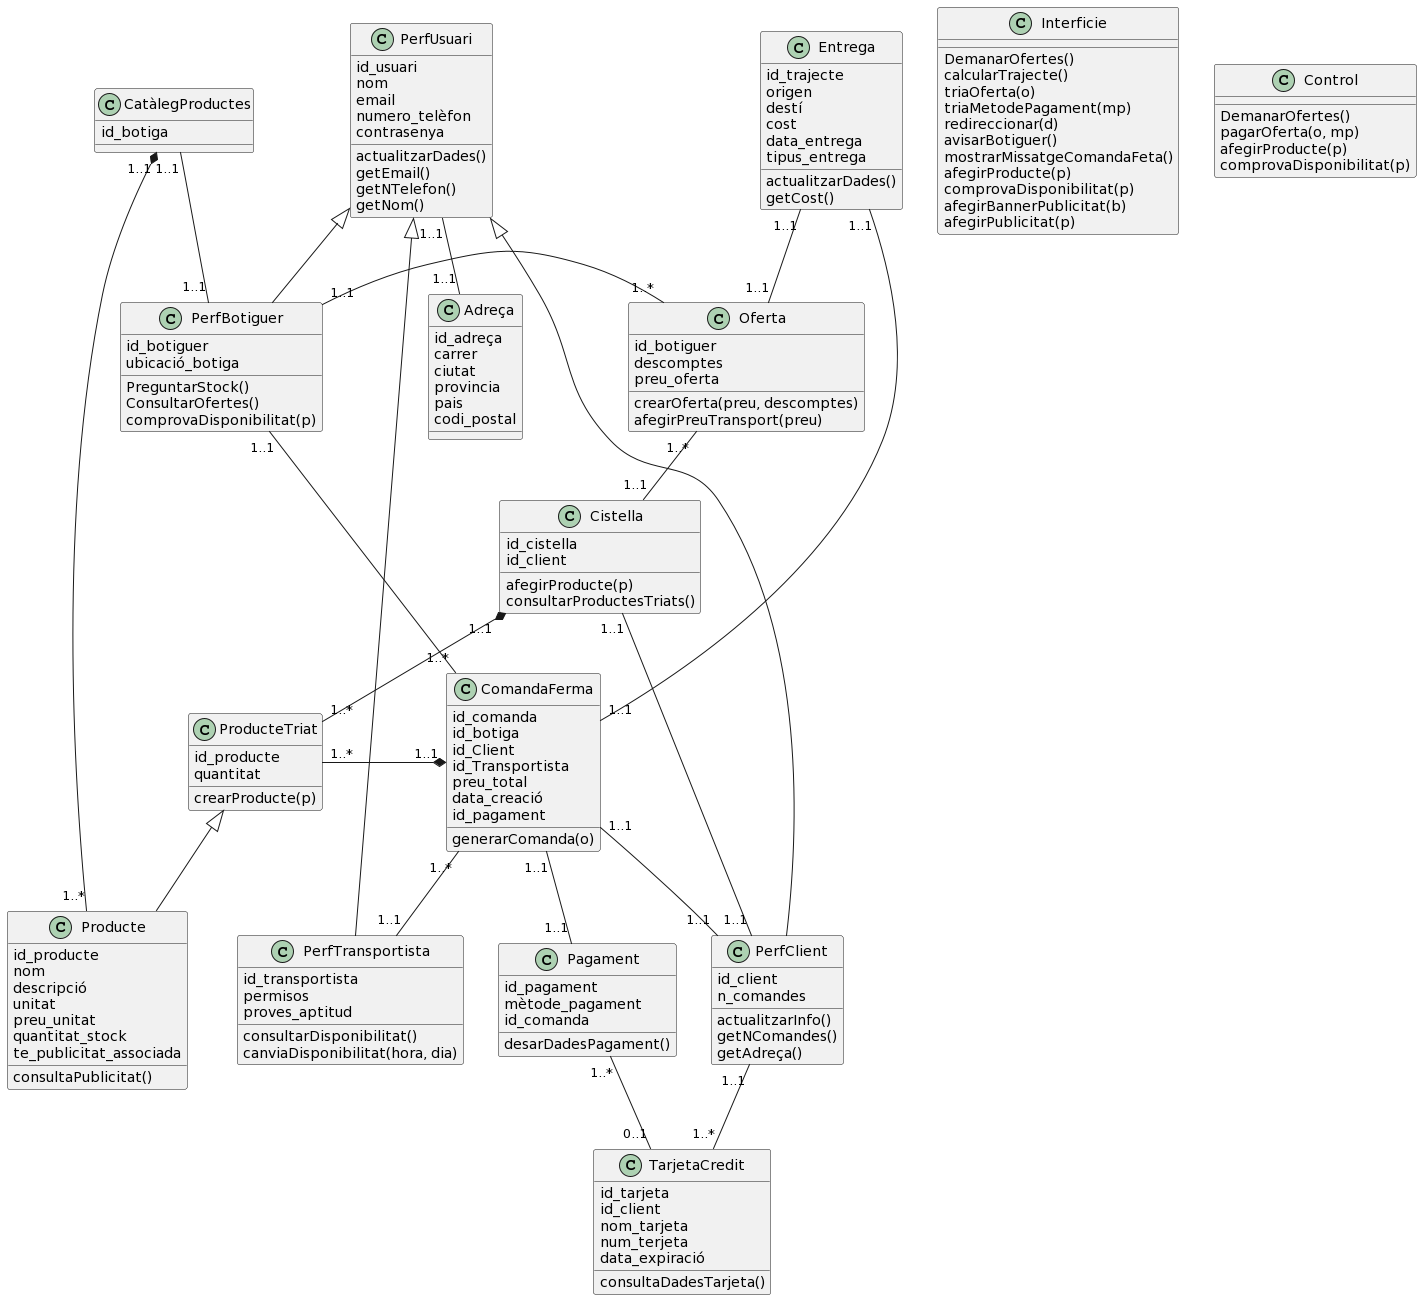 C PerfUsuari
id_usuari
nom
email
numero_telèfon
contrasenya
actualitzarDades()
getEmail()
getNTelefon()
getNom()
C Entrega
id_trajecte
origen
destí
cost
data_entrega
tipus_entrega
actualitzarDades()
getCost()
C Interficie
DemanarOfertes()
calcularTrajecte()
triaOferta(o)
triaMetodePagament(mp)
redireccionar(d)
avisarBotiguer()
mostrarMissatgeComandaFeta()
afegirProducte(p)
comprovaDisponibilitat(p)
afegirBannerPublicitat(b)
afegirPublicitat(p)
C Control
DemanarOfertes()
pagarOferta(o, mp)
afegirProducte(p)
comprovaDisponibilitat(p)
C CatàlegProductes
id_botiga
1..1
1..1
1..1
1..1
1..1
1..1
1..1
1..1
1..*
1..1
C PerfBotiguer
id_botiguer
ubicació_botiga
PreguntarStock()
ConsultarOfertes()
comprovaDisponibilitat(p)
C Adreça
id_adreça
carrer
ciutat
provincia
pais
codi_postal
C Oferta
id_botiguer
descomptes
preu_oferta
crearOferta(preu, descomptes)
afegirPreuTransport(preu)
1..1
1..*
1..1
C Cistella
id_cistella
id_client
afegirProducte(p)
consultarProductesTriats()
1..1
1..1
1..*
1..*
1..1
C ProducteTriat
id_producte
quantitat
crearProducte(p)
1..*
1..1
C ComandaFerma
id_comanda
id_botiga
id_Client
id_Transportista
preu_total
data_creació
id_pagament
generarComanda(o)
1..1
1..*
1..1
1..*
1..1
1..1
1..1
1..1
C Producte
id_producte
nom
descripció
unitat
preu_unitat
quantitat_stock
te_publicitat_associada
consultaPublicitat()
C PerfTransportista
id_transportista
permisos
proves_aptitud
consultarDisponibilitat()
canviaDisponibilitat(hora, dia)
C Pagament
id_pagament
mètode_pagament
id_comanda
desarDadesPagament()
C PerfClient
id_client
n_comandes
actualitzarInfo()
getNComandes()
getAdreça()
1..*
1..1
0..1
1..*
C TarjetaCredit
id_tarjeta
id_client
nom_tarjeta
num_terjeta
data_expiració
consultaDadesTarjeta()